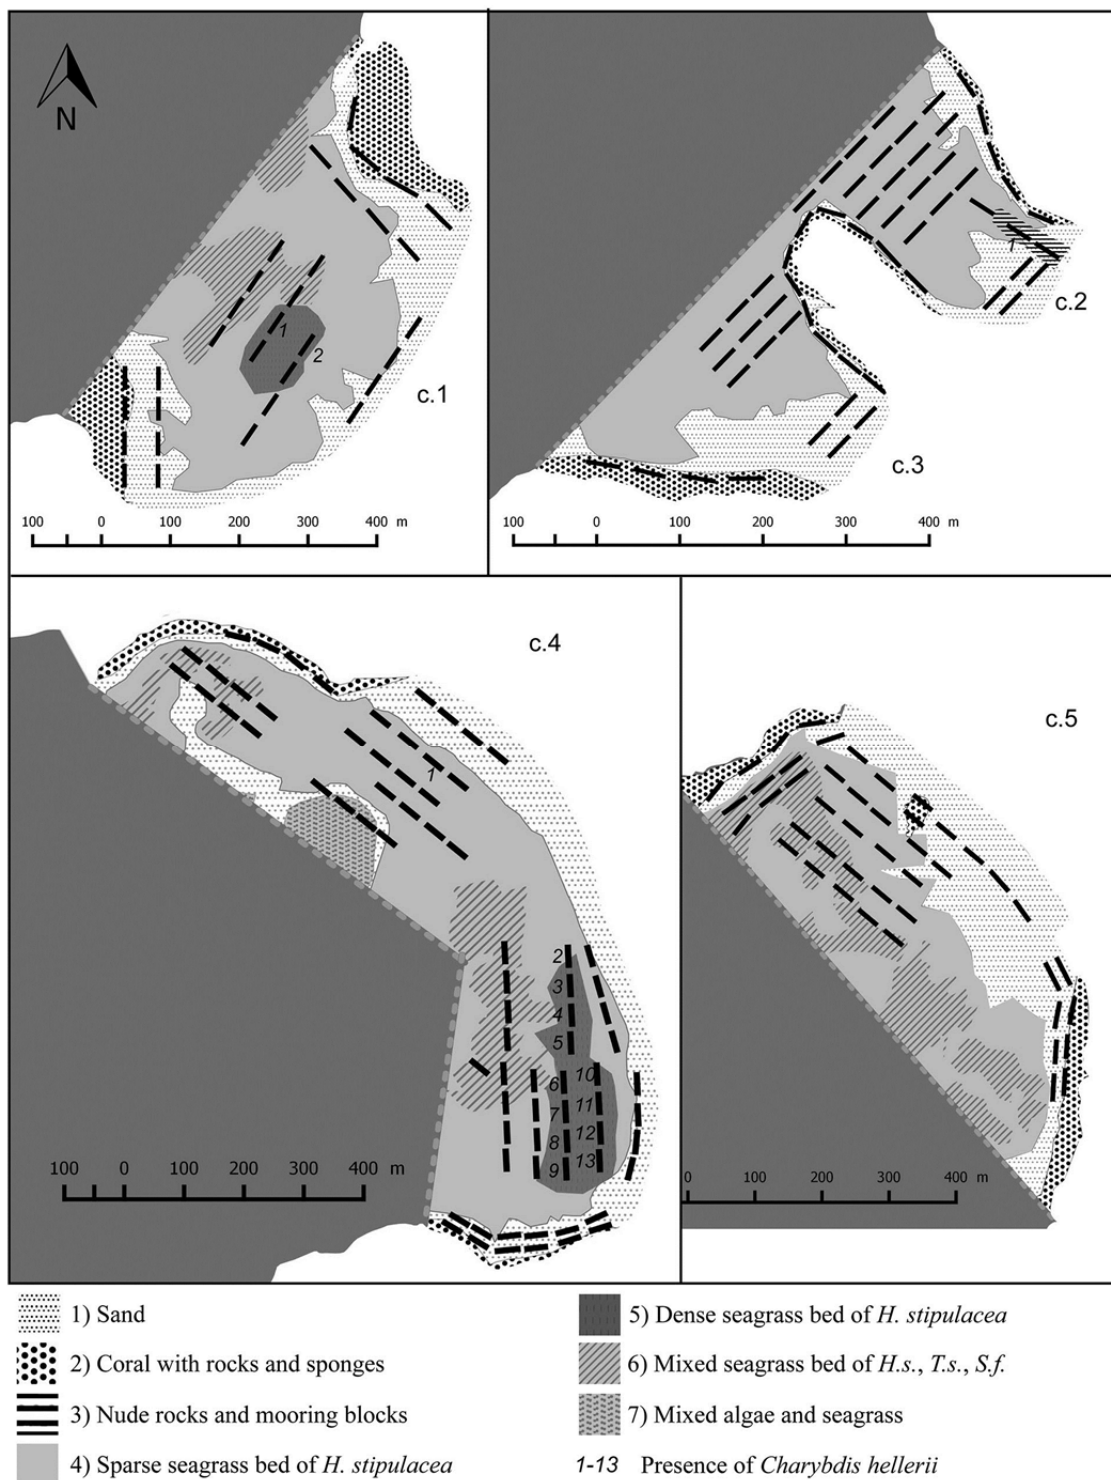 N
1
2
c.1
100 0 100 200 300 400 m
1
c.2
c.3
100 0 100 200 300 400 m
c.4
1
2
3
4
5
6
7
8
9
10
11
12
13
100 0 100 200 300 400 m
c.5
0 100 200 300 400 m
1) Sand
2) Coral with rocks and sponges
3) Nude rocks and mooring blocks
4) Sparse seagrass bed of H. stipulacea
5) Dense seagrass bed of H. stipulacea
6) Mixed seagrass bed of H.s., T.s., S.f.
7) Mixed algae and seagrass
1-13 Presence of Charybdis hellerii